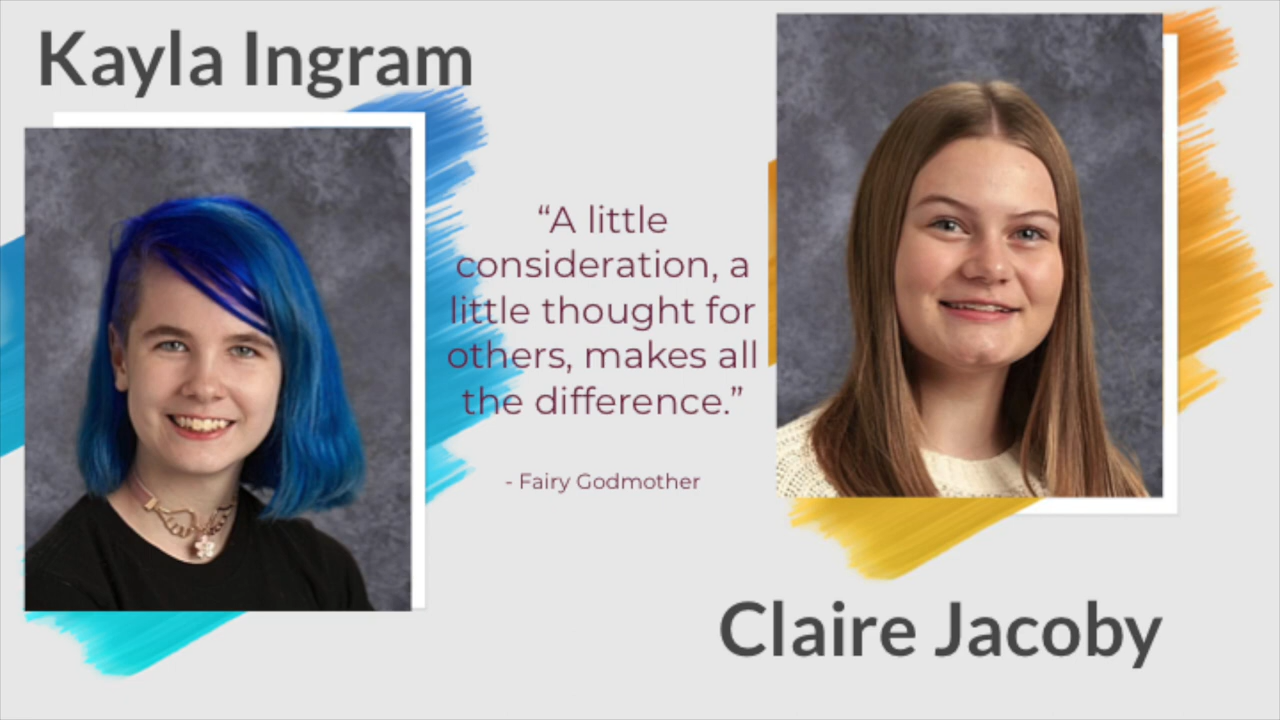 Kayla Ingram
“A little
consideration, a
little thought for
others, makes all
the difference.”
- Fairy Godmother
Claire Jacoby